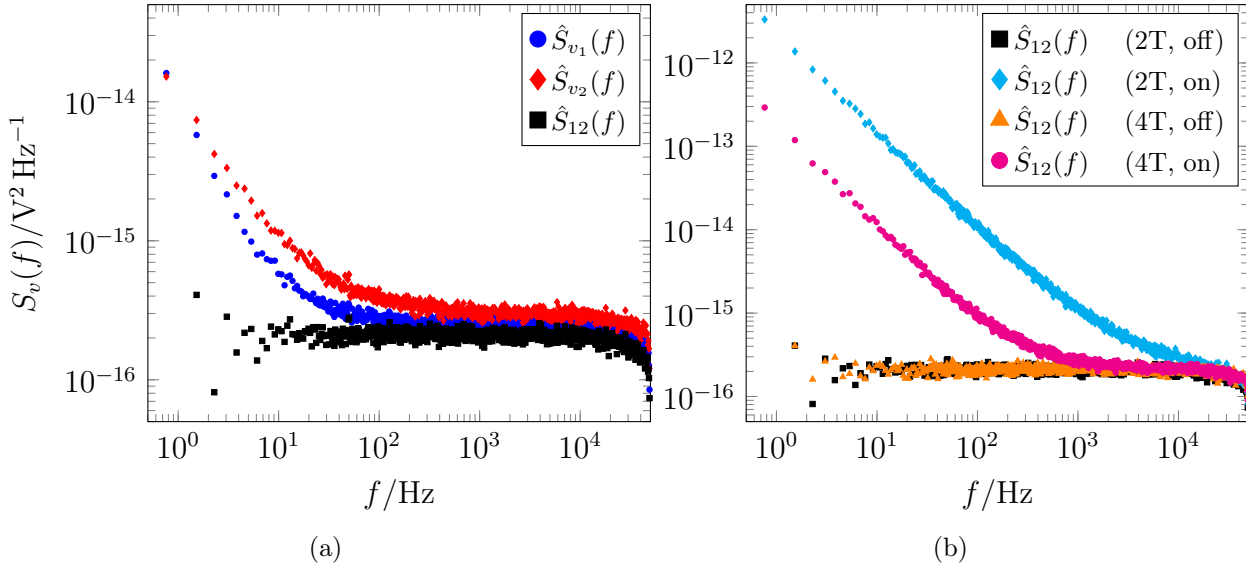 Ŝ_{v_1}(f)
Ŝ_{v_2}(f)
Ŝ_{12}(f)
10^{-14}
10^{-15}
10^{-16}
S_v(f)/V² Hz⁻¹
10^0 10^1 10^2 10^3 10^4
f/Hz
(a)
Ŝ_{12}(f) (2T, off)
Ŝ_{12}(f) (2T, on)
Ŝ_{12}(f) (4T, off)
Ŝ_{12}(f) (4T, on)
10^{-12}
10^{-13}
10^{-14}
10^{-15}
10^{-16}
10^0 10^1 10^2 10^3 10^4
f/Hz
(b)